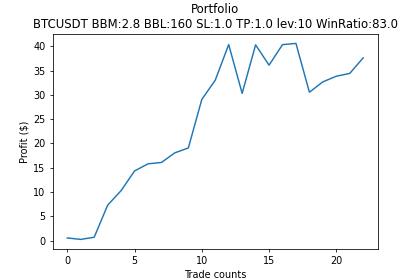 Portfolio
BTCUSDT BBM:2.8 BBL:160 SL:1.0 TP:1.0 lev:10 WinRatio:83.0
40
35
30
25
20
15
10
5
0
Profit ($)
0 5 10 15 20
Trade counts